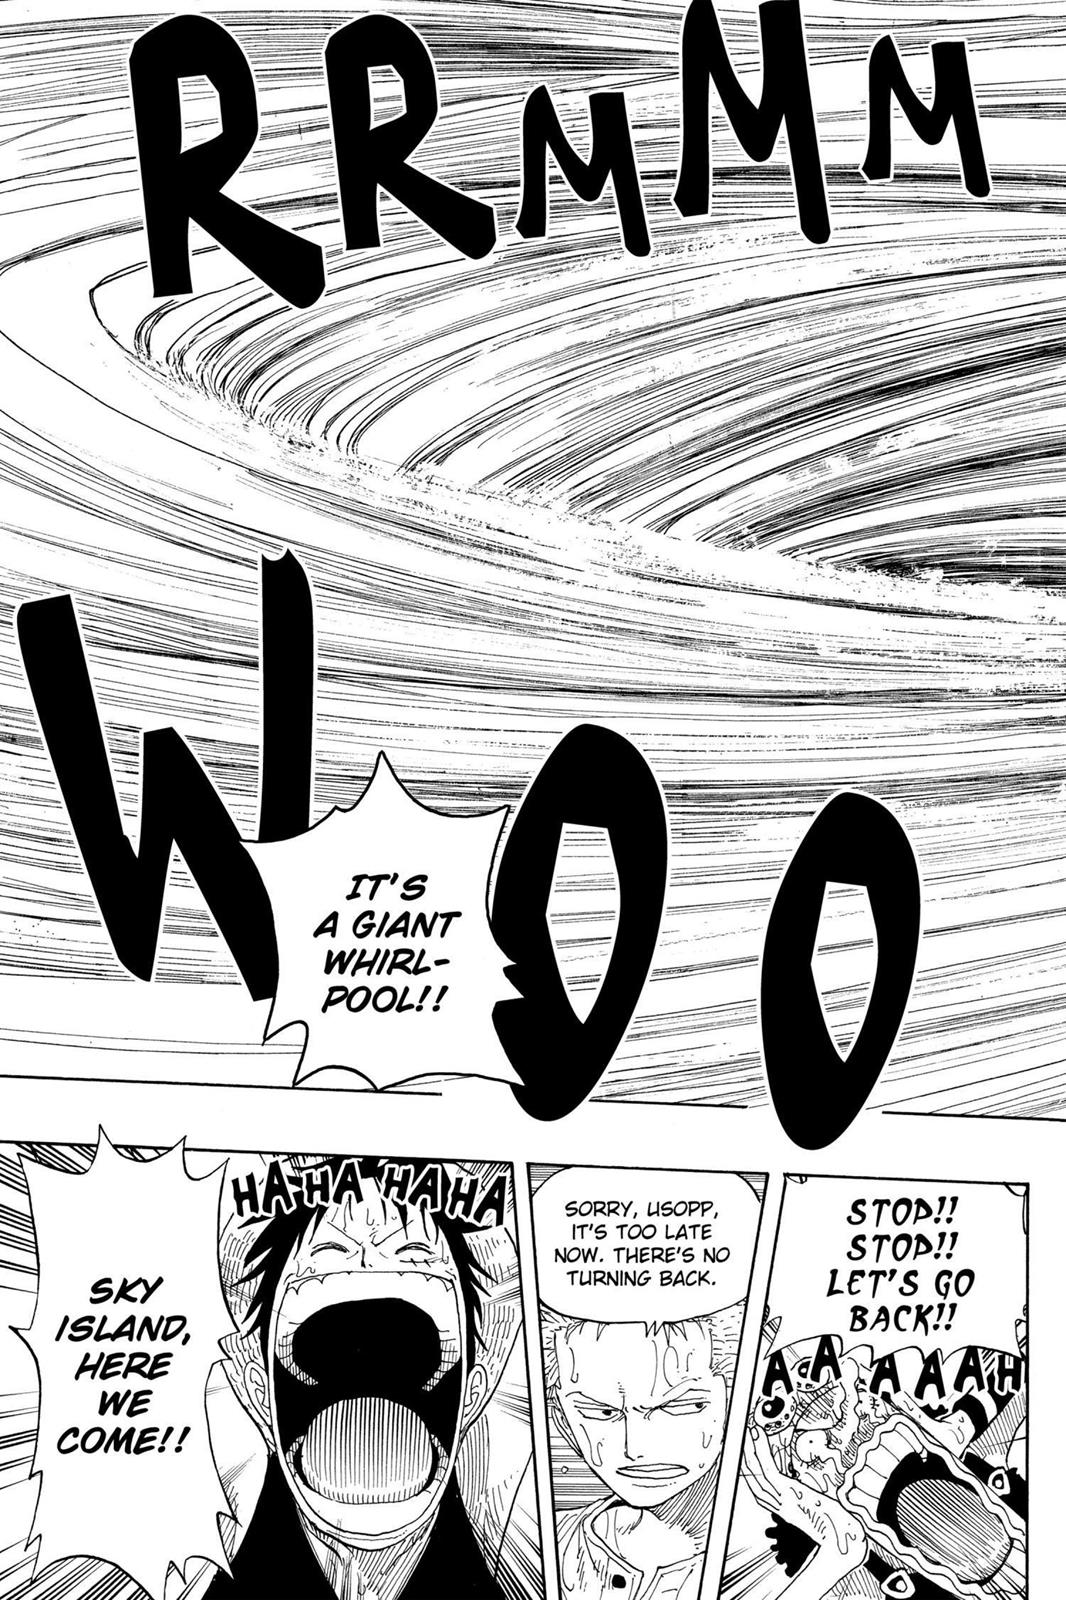 RRMMM
WOO
IT'S
A GIANT
WHIRL-
POOL!!
STOP!!
STOP!!
LET'S GO
BACK!!
AAAAAAH
SORRY, USOPP,
IT'S TOO LATE
NOW. THERE'S NO
TURNING BACK.
HA HA HA HA
SKY
ISLAND,
HERE
WE
COME!!